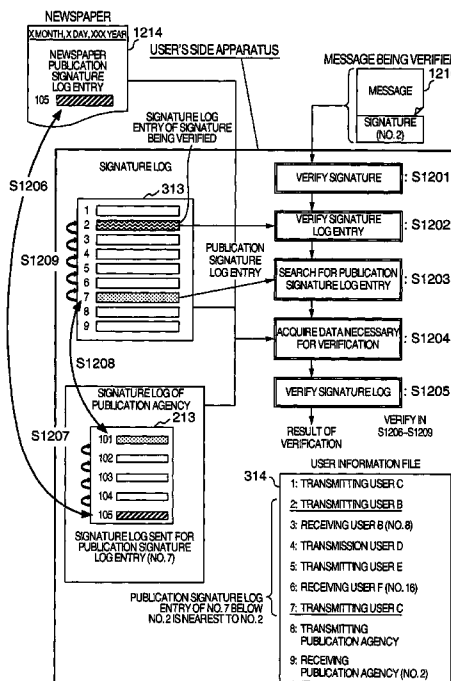 NEWSPAPER
X MONTH, X DAY, XXX YEAR
1214
NEWSPAPER
PUBLICATION
SIGNATURE
LOG ENTRY
105
USER'S SIDE APPARATUS
MESSAGE BEING VERIFIED
MESSAGE
SIGNATURE
(NO. 2)
SIGNATURE LOG
ENTRY OF SIGNATURE
BEING VERIFIED
SIGNATURE LOG
313
1
2
3
4
5
6
7
8
9
S1206
S1209
S1208
S1207
PUBLICATION
SIGNATURE
LOG ENTRY
VERIFY SIGNATURE
: S1201
VERIFY SIGNATURE
LOG ENTRY
: S1202
SEARCH FOR PUBLICATION
SIGNATURE LOG ENTRY
: S1203
ACQUIRE DATA NECESSARY
FOR VERIFICATION
: S1204
VERIFY SIGNATURE LOG
: S1205
RESULT OF
VERIFICATION
VERIFY IN
S1206-S1209
SIGNATURE LOG OF
PUBLICATION AGENCY
213
101
102
103
104
105
SIGNATURE LOG SENT FOR
PUBLICATION SIGNATURE
LOG ENTRY (NO. 7)
USER INFORMATION FILE
314
1: TRANSMITTING USER C
2: TRANSMITTING USER B
3: RECEIVING USER B (NO. 8)
4: TRANSMISSION USER D
5: TRANSMITTING USER E
6: RECEIVING USER F (NO. 16)
7: TRANSMITTING USER C
8: TRANSMITTING
PUBLICATION AGENCY
9: RECEIVING
PUBLICATION AGENCY (NO. 2)
PUBLICATION SIGNATURE LOG
ENTRY OF NO. 7 BELOW
NO. 2 IS NEAREST TO NO. 2